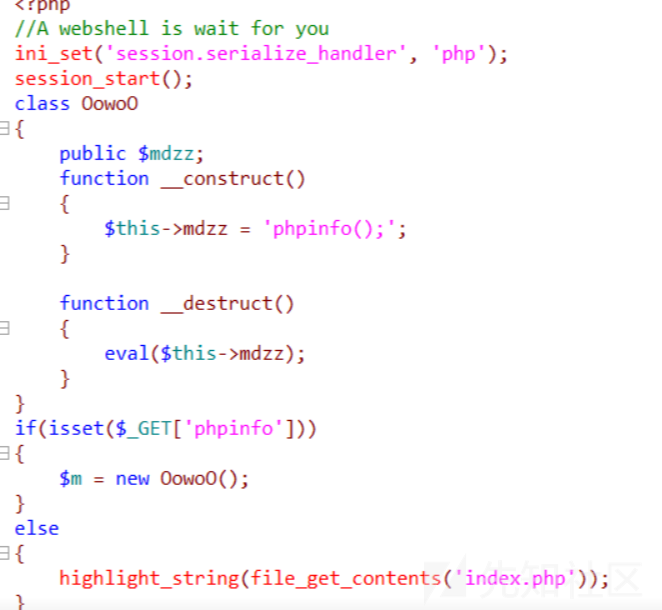 <?php
//A webshell is wait for you
ini_set('session.serialize_handler', 'php');
session_start();
class OowoO
{
    public $mdzz;
    function __construct()
    {
        $this->mdzz = 'phpinfo();';
    }

    function __destruct()
    {
        eval($this->mdzz);
    }
}
if(isset($_GET['phpinfo']))
{
    $m = new OowoO();
}
else
{
    highlight_string(file_get_contents('index.php'));
}
先知社区